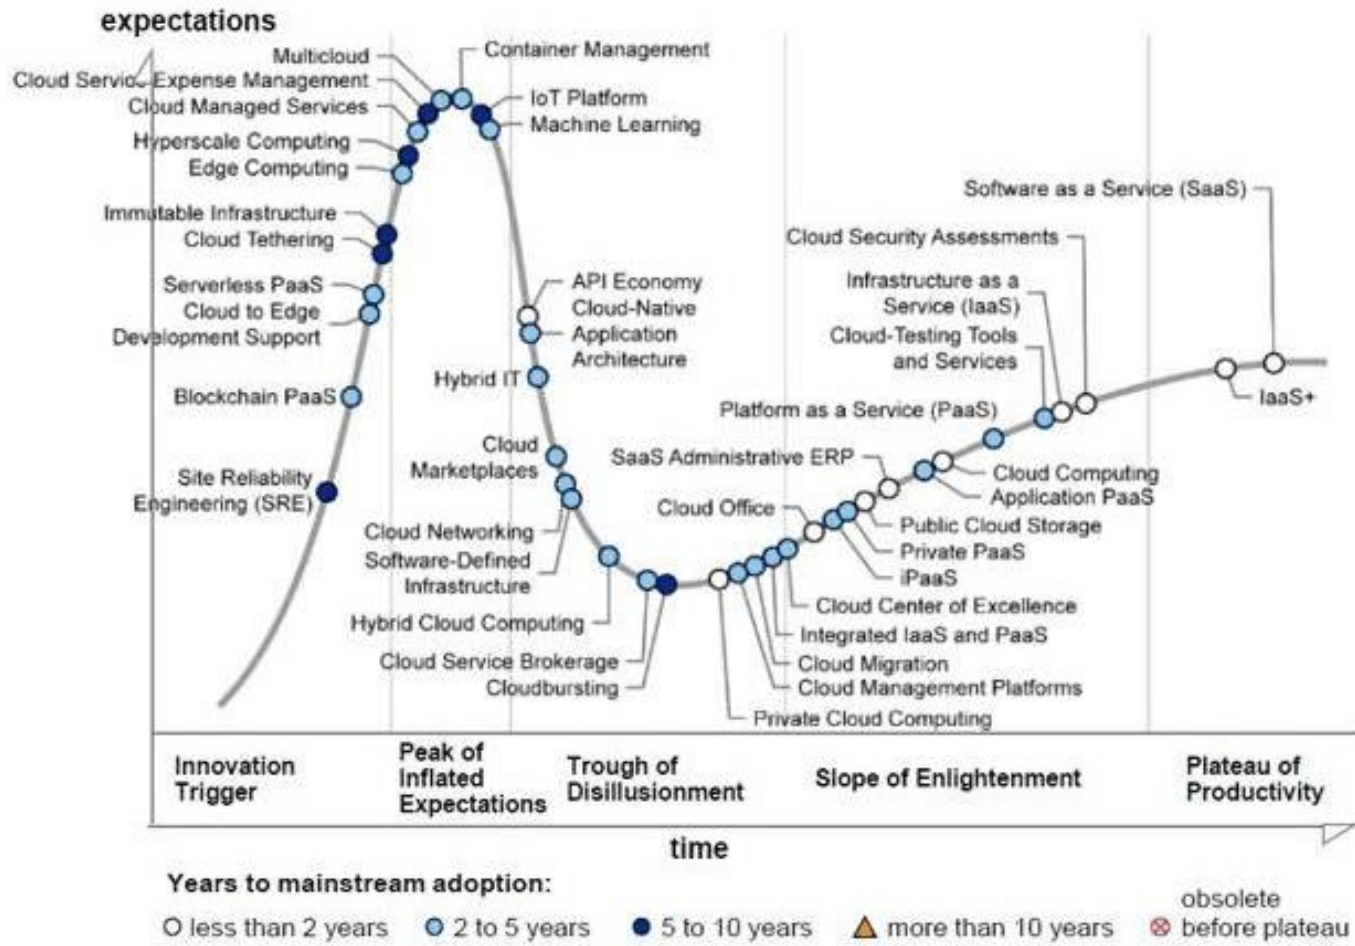 expectations
Multicloud
Container Management
Cloud Service Expense Management
Cloud Managed Services
IoT Platform
Machine Learning
Hyperscale Computing
Edge Computing
Immutable Infrastructure
Cloud Tethering
Serverless PaaS
Cloud to Edge
Development Support
Blockchain PaaS
Site Reliability
Engineering (SRE)
API Economy
Cloud-Native
Application
Architecture
Hybrid IT
Cloud
Marketplaces
Cloud Networking
Software-Defined
Infrastructure
Hybrid Cloud Computing
Cloud Service Brokerage
Cloudbursting
Software as a Service (SaaS)
Cloud Security Assessments
Infrastructure as a
Service (IaaS)
Cloud-Testing Tools
and Services
IaaS+
Platform as a Service (PaaS)
SaaS Administrative ERP
Cloud Office
Cloud Computing
Application PaaS
Public Cloud Storage
Private PaaS
iPaaS
Cloud Center of Excellence
Integrated IaaS and PaaS
Cloud Migration
Cloud Management Platforms
Private Cloud Computing
Innovation
Trigger
Peak of
Inflated
Expectations
Trough of
Disillusionment
Slope of Enlightenment
Plateau of
Productivity
time
Years to mainstream adoption:
less than 2 years
2 to 5 years
5 to 10 years
more than 10 years
obsolete
before plateau